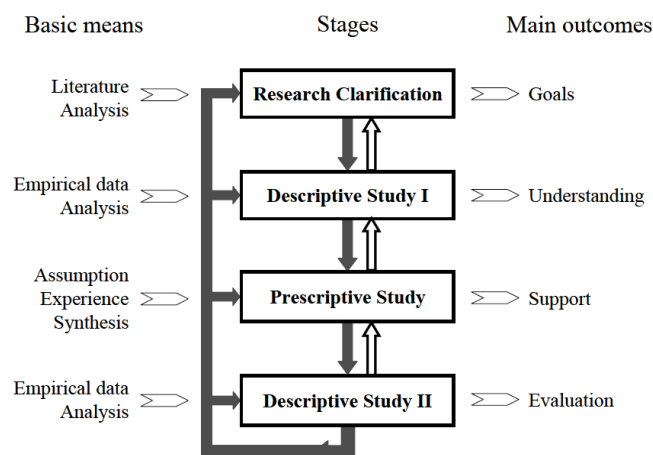 Basic means
Stages
Main outcomes
Literature
Analysis
Research Clarification
Goals
Empirical data
Analysis
Descriptive Study I
Understanding
Assumption
Experience
Synthesis
Prescriptive Study
Support
Empirical data
Analysis
Descriptive Study II
Evaluation